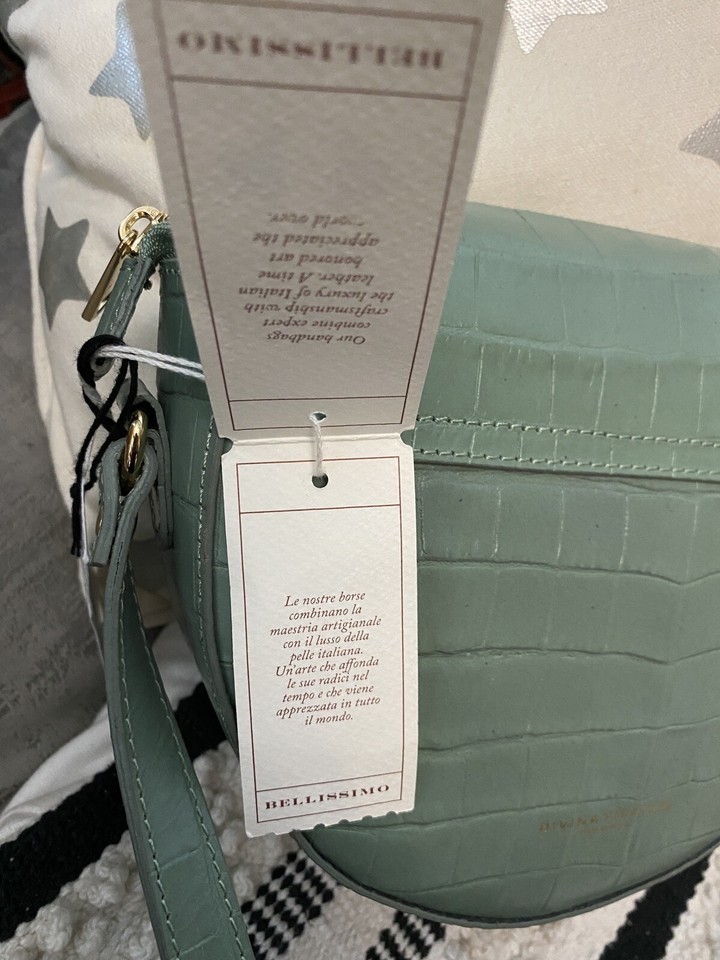 BELLISSIMO
Our handbags
combine expert
craftsmanship with
the luxury of Italian
leather. A time
honored art
appreciated the
world over.
Le nostre borse
combinano la
maestria artigianale
con il lusso della
pelle italiana.
Un'arte che affonda
le sue radici nel
tempo e che viene
apprezzata in tutto
il mondo.
BELLISSIMO